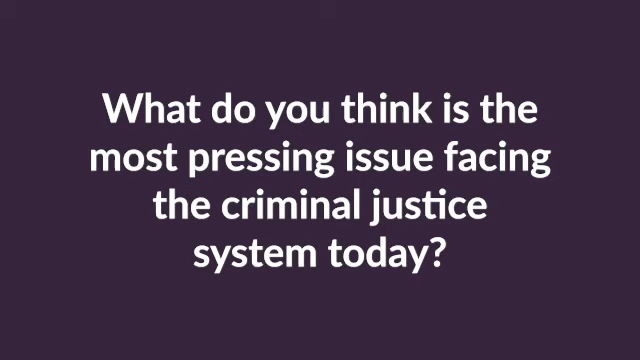 What do you think is the
most pressing issue facing
the criminal justice
system today?